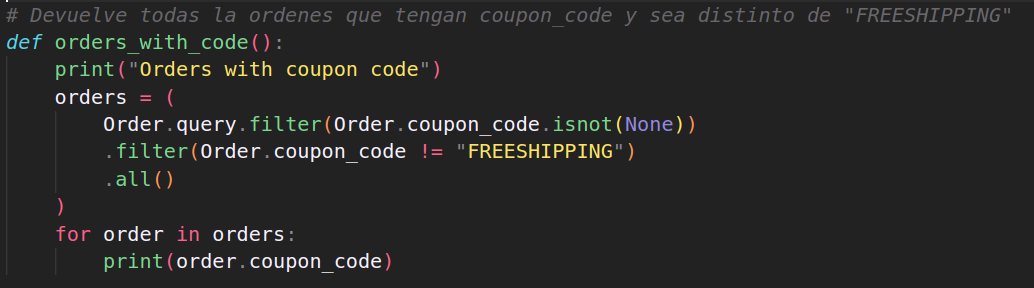 # Devuelve todas la ordenes que tengan coupon_code y sea distinto de "FREESHIPPING"
def orders_with_code():
    print("Orders with coupon code")
    orders = (
        Order.query.filter(Order.coupon_code.isnot(None))
        .filter(Order.coupon_code != "FREESHIPPING")
        .all()
    )
    for order in orders:
        print(order.coupon_code)